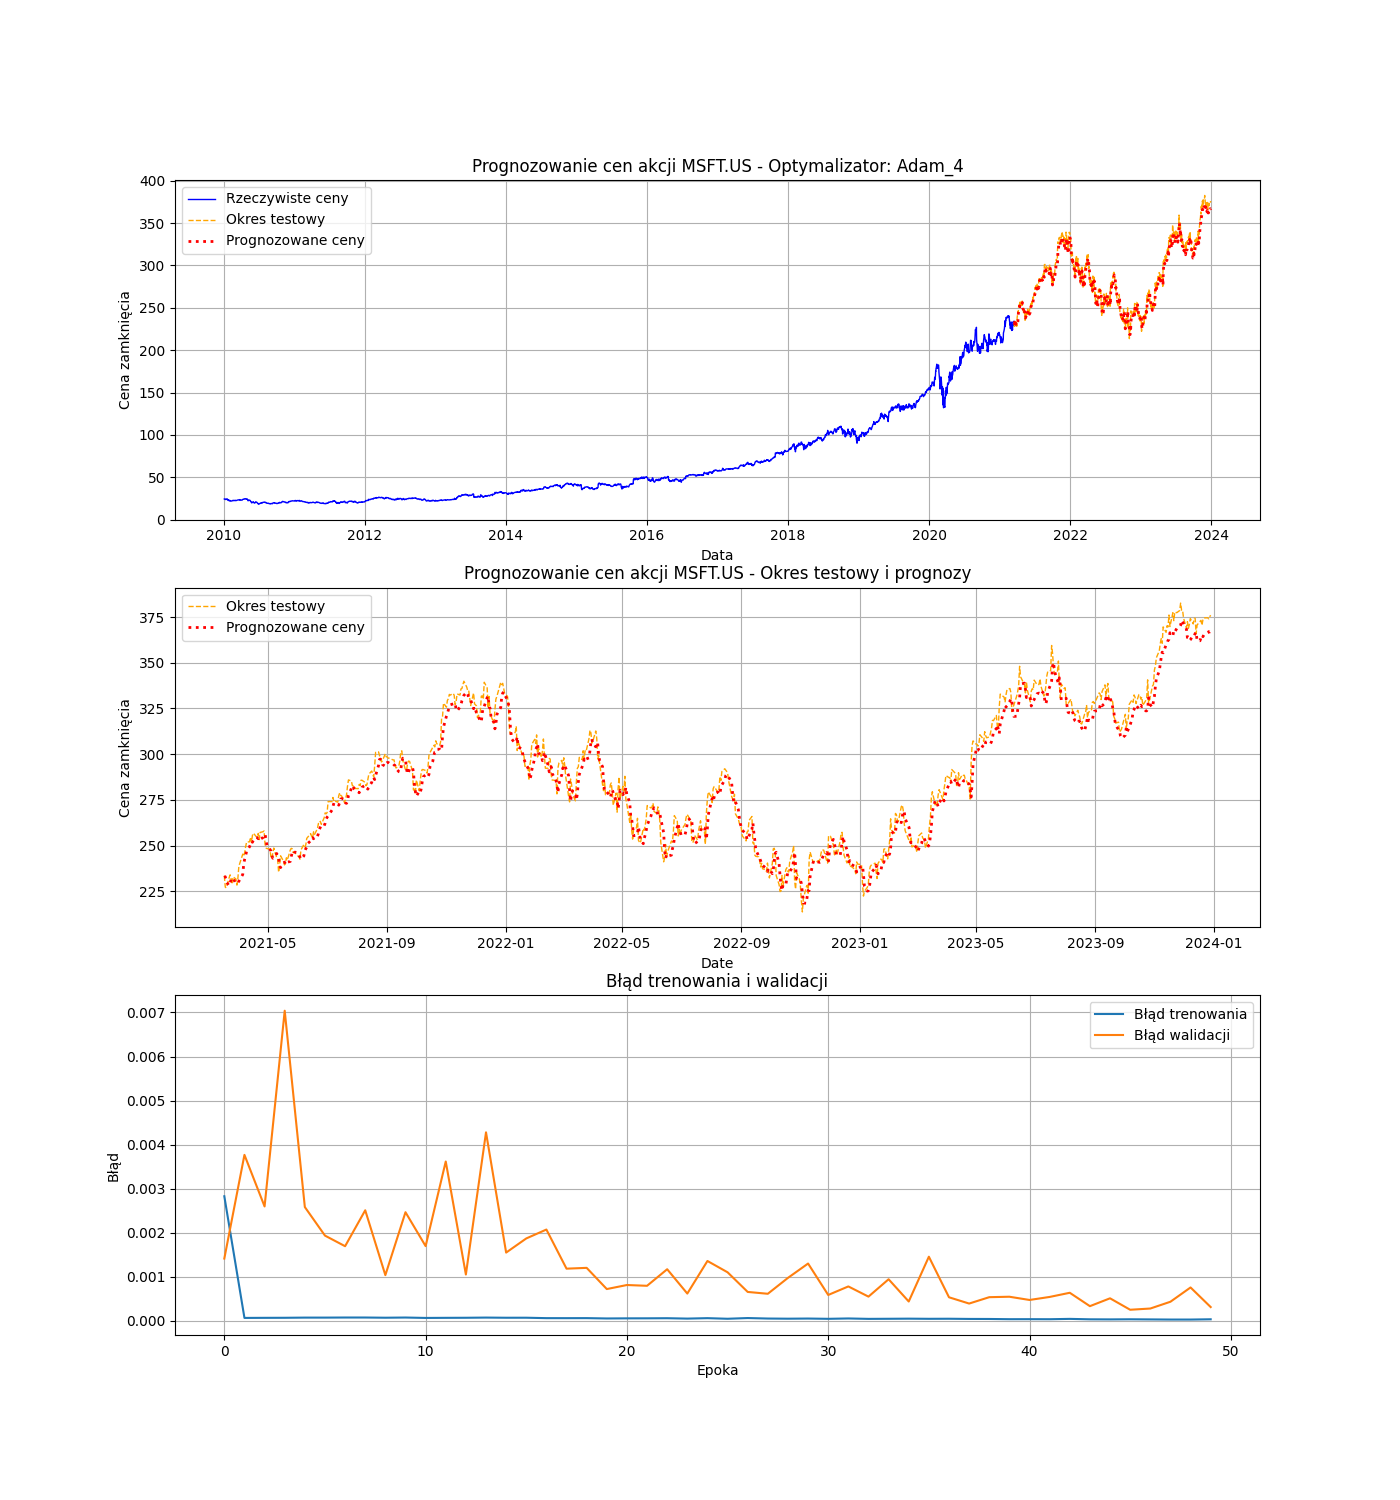 Prognozowanie cen akcji MSFT.US - Optymalizator: Adam_4
400
350
300
250
200
150
100
50
0
Cena zamknięcia
Rzeczywiste ceny
Okres testowy
Prognozowane ceny
2010 2012 2014 2016 2018 2020 2022 2024
Data
Prognozowanie cen akcji MSFT.US - Okres testowy i prognozy
375
350
325
300
275
250
225
Cena zamknięcia
Okres testowy
Prognozowane ceny
2021-05 2021-09 2022-01 2022-05 2022-09 2023-01 2023-05 2023-09 2024-01
Date
Błąd trenowania i walidacji
0.007
0.006
0.005
0.004
0.003
0.002
0.001
0.000
Błąd
Błąd trenowania
Błąd walidacji
0 10 20 30 40 50
Epoka